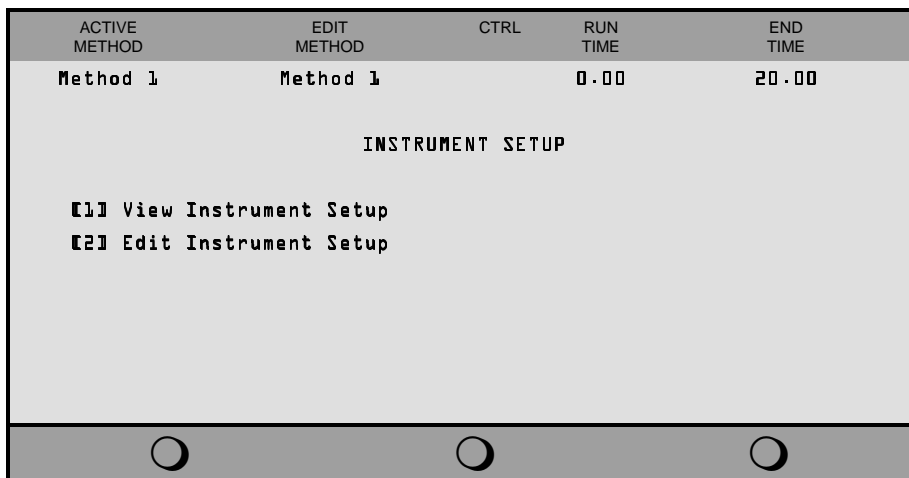 ACTIVE METHOD EDIT METHOD CTRL RUN TIME END TIME
Method 1 Method 1 0.00 20.00
INSTRUMENT SETUP
[1] View Instrument Setup
[2] Edit Instrument Setup